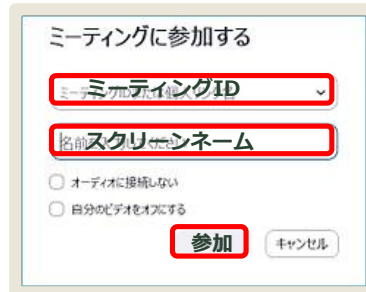 ミーティングに参加する
ミーティングID
スクリーンネーム
オーディオに接続しない
自分のビデオをオフにする
参加 キャンセル